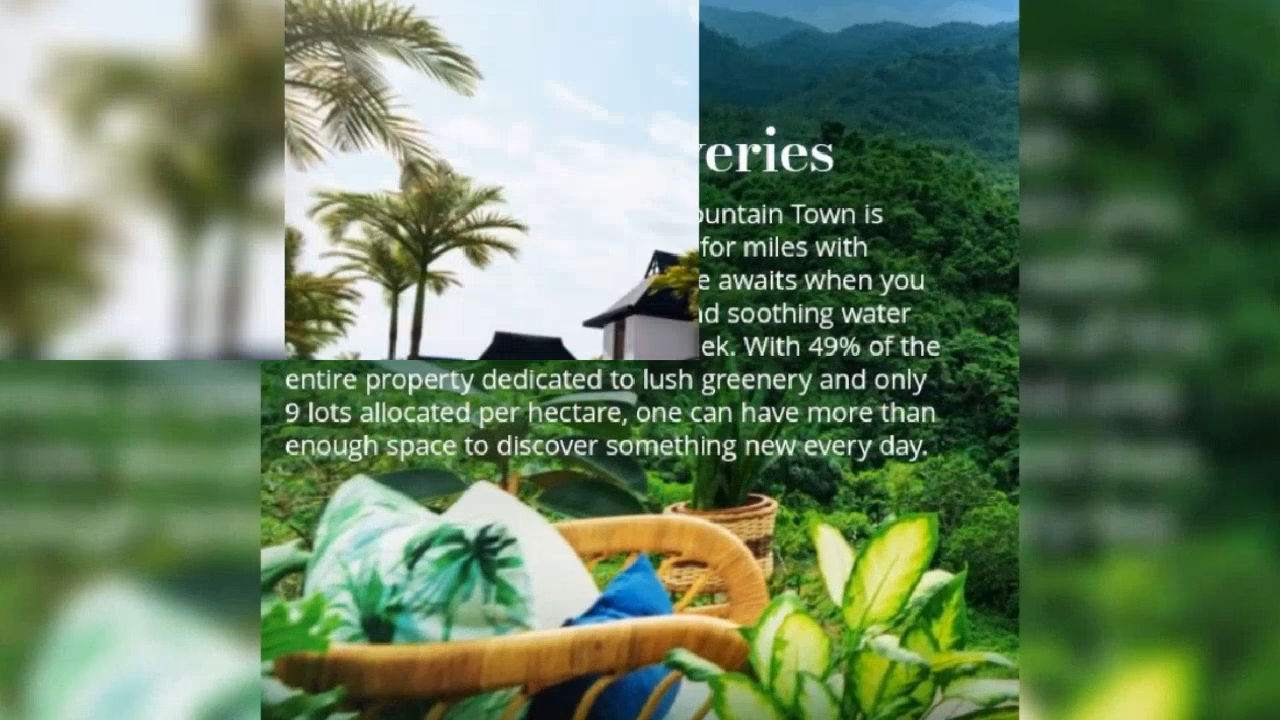 veries
ountain Town is
for miles with
e awaits when you
nd soothing water
ek. With 49% of the
entire property dedicated to lush greenery and only
9 lots allocated per hectare, one can have more than
enough space to discover something new every day.